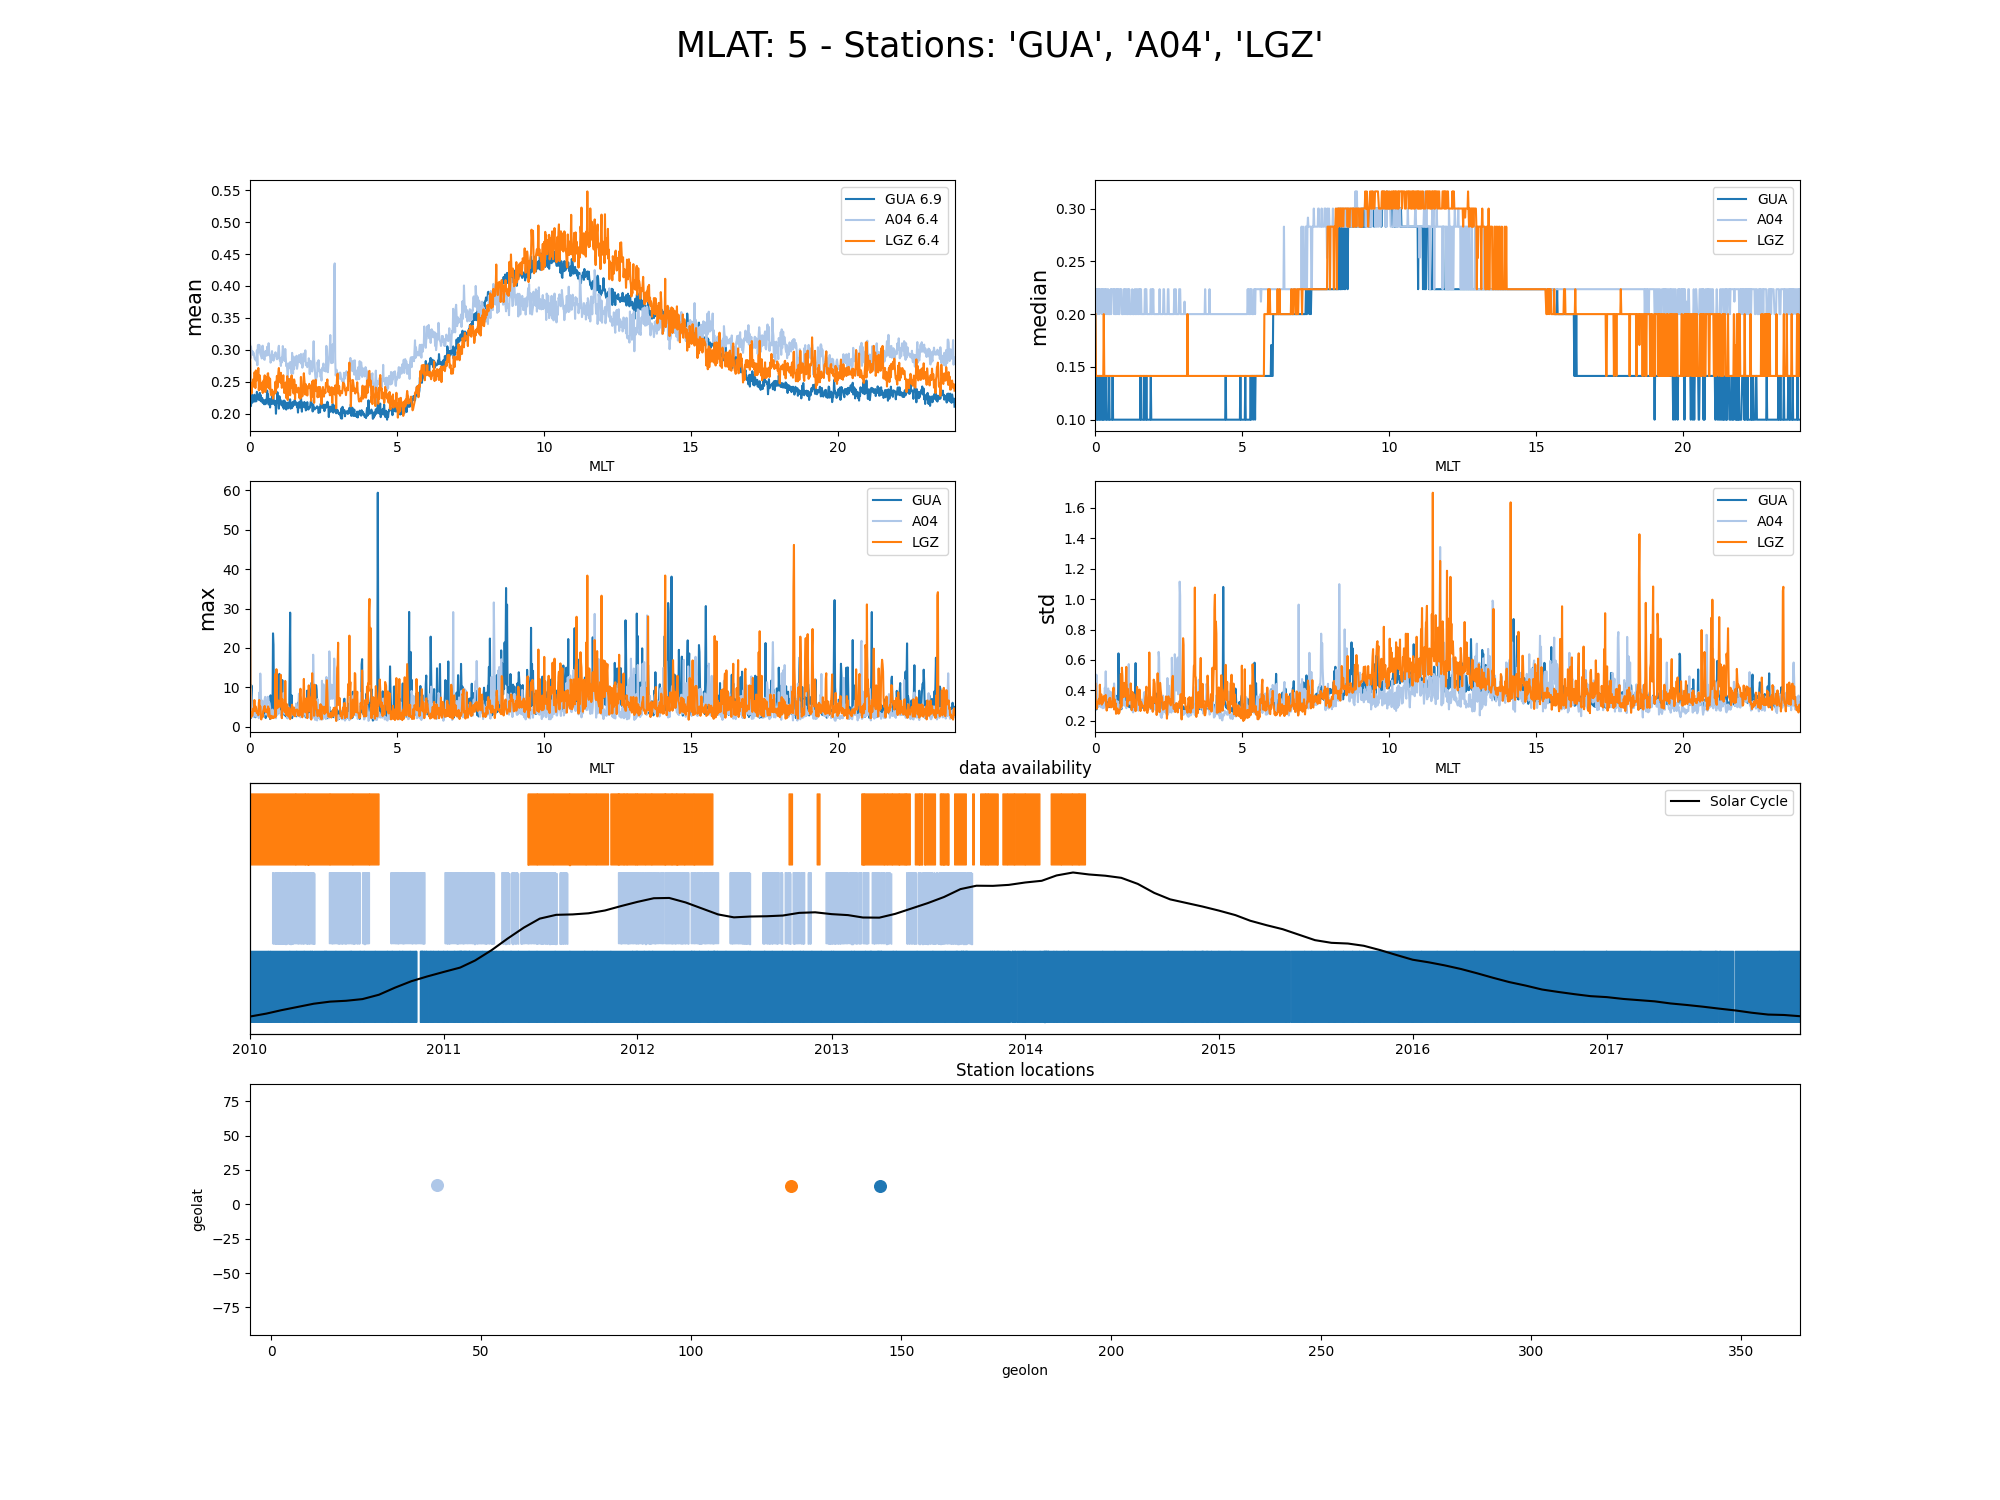 MLAT: 5 - Stations: 'GUA', 'A04', 'LGZ'
mean
0.55
0.50
0.45
0.40
0.35
0.30
0.25
0.20
GUA 6.9
A04 6.4
LGZ 6.4
0 5 10 15 20
MLT
median
0.30
0.25
0.20
0.15
0.10
GUA
A04
LGZ
0 5 10 15 20
MLT
max
60
50
40
30
20
10
0
GUA
A04
LGZ
0 5 10 15 20
MLT
std
1.6
1.4
1.2
1.0
0.8
0.6
0.4
0.2
GUA
A04
LGZ
0 5 10 15 20
MLT
data availability
Solar Cycle
2010 2011 2012 2013 2014 2015 2016 2017
Station locations
geolat
75
50
25
0
−25
−50
−75
0 50 100 150 200 250 300 350
geolon